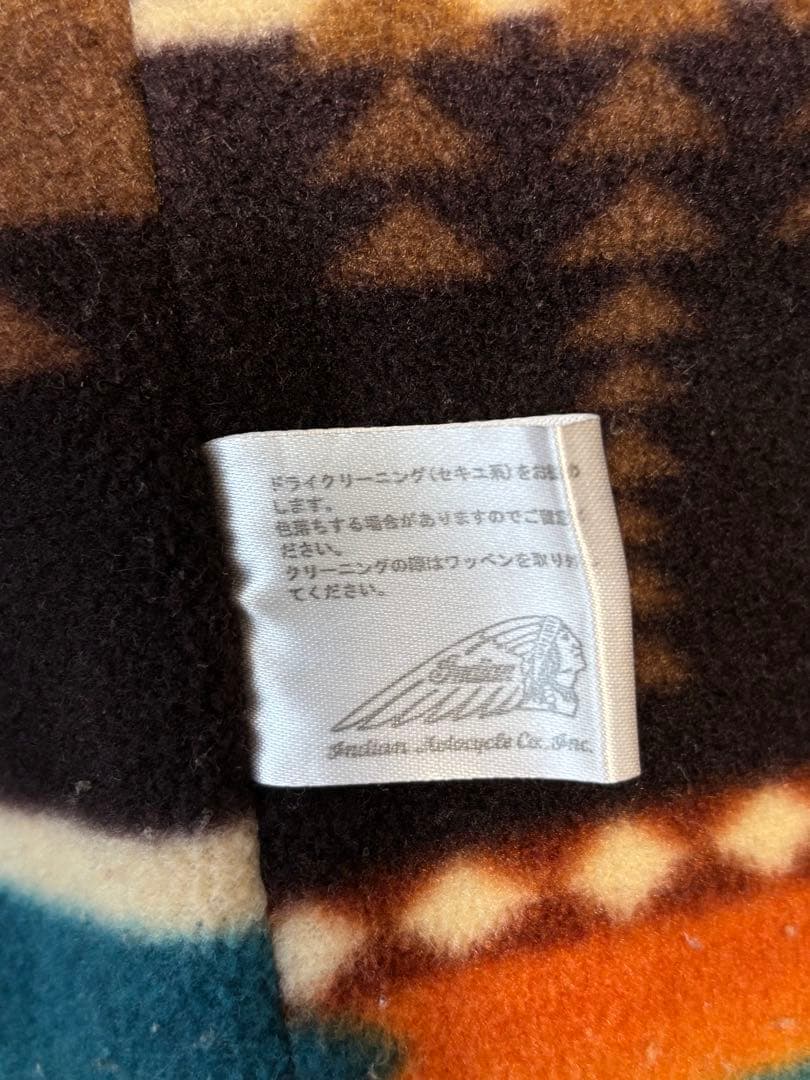 ドライクリーニング(セキユ系)をお
します。
色落ちする場合がありますのでご
ださい。
クリーニングの際はワッペンを取り
てください。
Indian
Indian Motocycle Co., Inc.